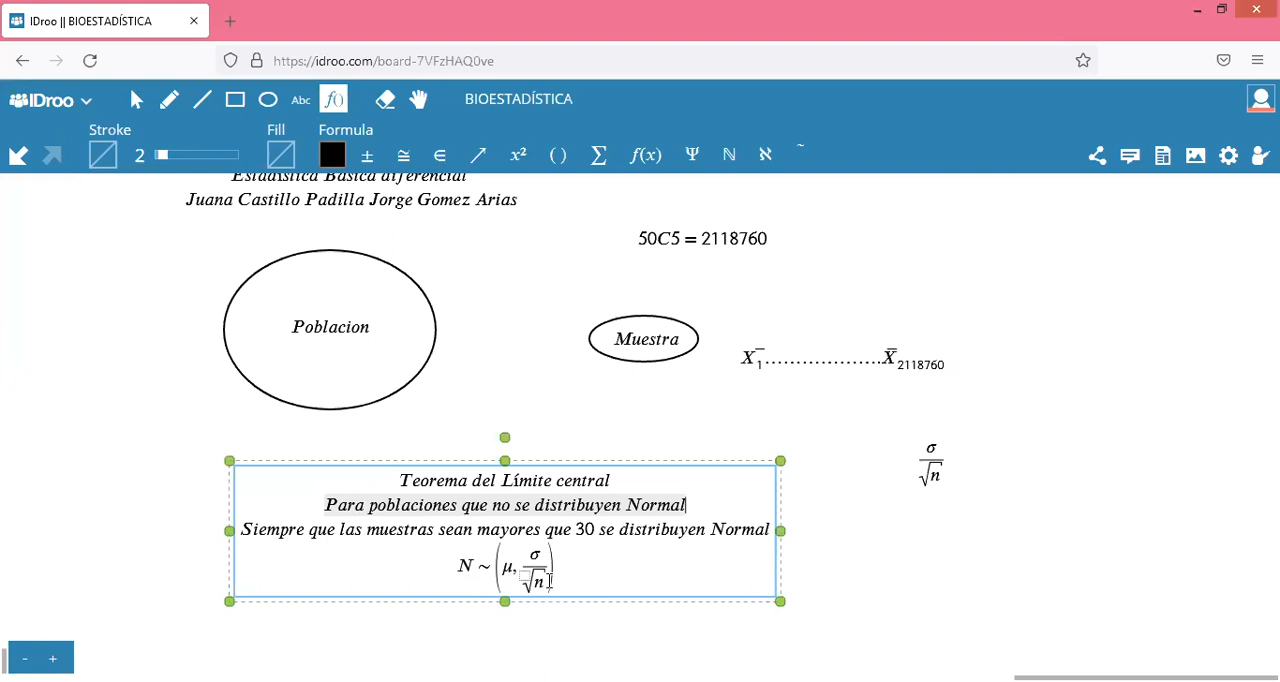 IDroo || BIOESTADÍSTICA
https://idroo.com/board-7VFzHAQ0ve
IDroo
Abc
f()
BIOESTADÍSTICA
Stroke
Fill
Formula
2
± ≅ ∈ x² ( ) ∑ f(x) Ψ ℕ ℵ ~
Estadística Basica diferencial
Juana Castillo Padilla Jorge Gomez Arias
50C5 = 2118760
Poblacion
Muestra
X̅₁...................X̅₂₁₁₈₇₆₀
σ/√n
Teorema del Límite central
Para poblaciones que no se distribuyen Normal
Siempre que las muestras sean mayores que 30 se distribuyen Normal
N ~ (μ, σ/√n)
- +